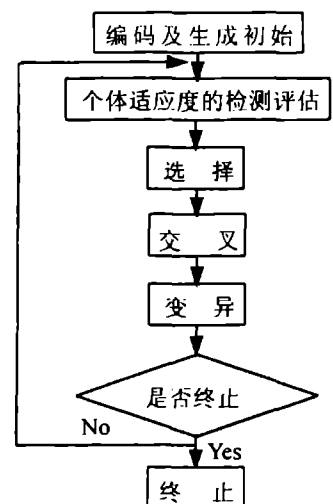 编码及生成初始
个体适应度的检测评估
选 择
交 叉
变 异
是否终止
No
Yes
终 止